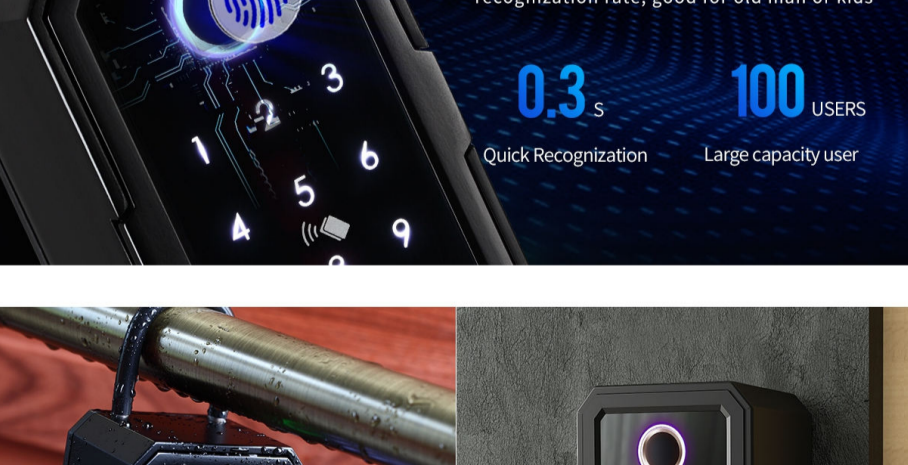 recoginization rate, good for old man or kids
0.3 S
100 USERS
Quick Recognization
Large capacity user
3
2
1
6
5
4
9